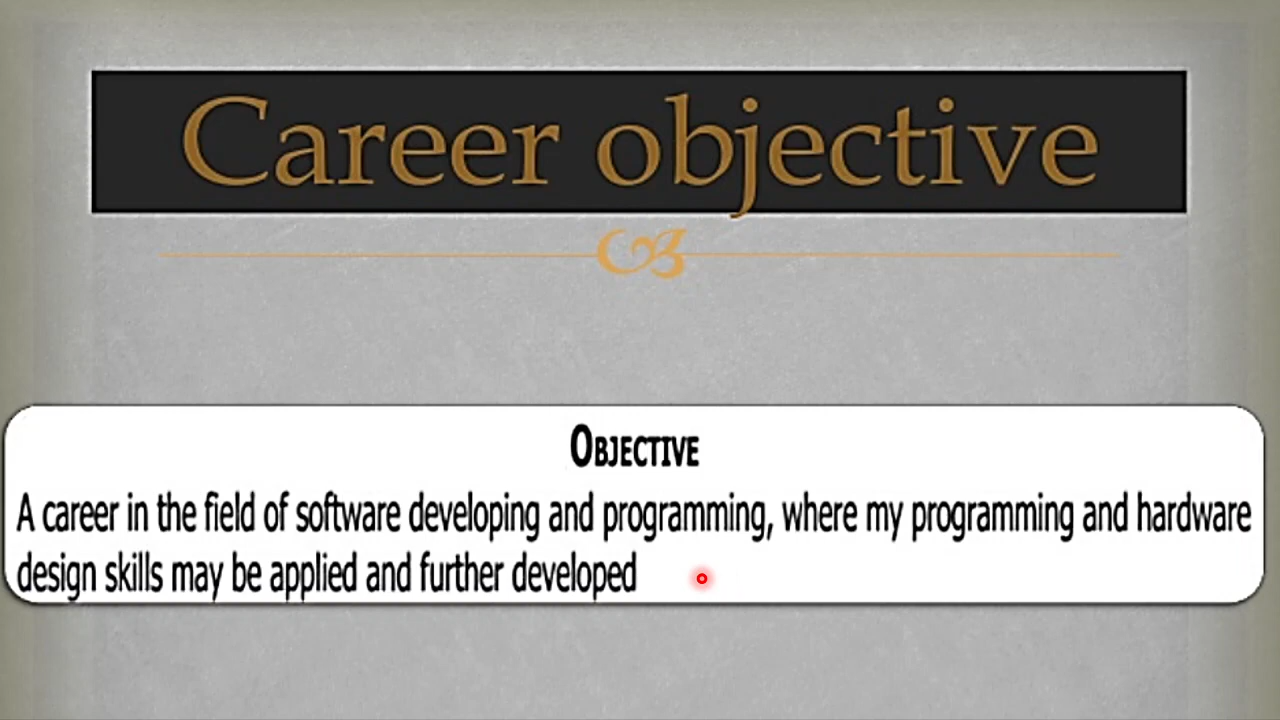 Career objective
OBJECTIVE
A career in the field of software developing and programming, where my programming and hardware
design skills may be applied and further developed